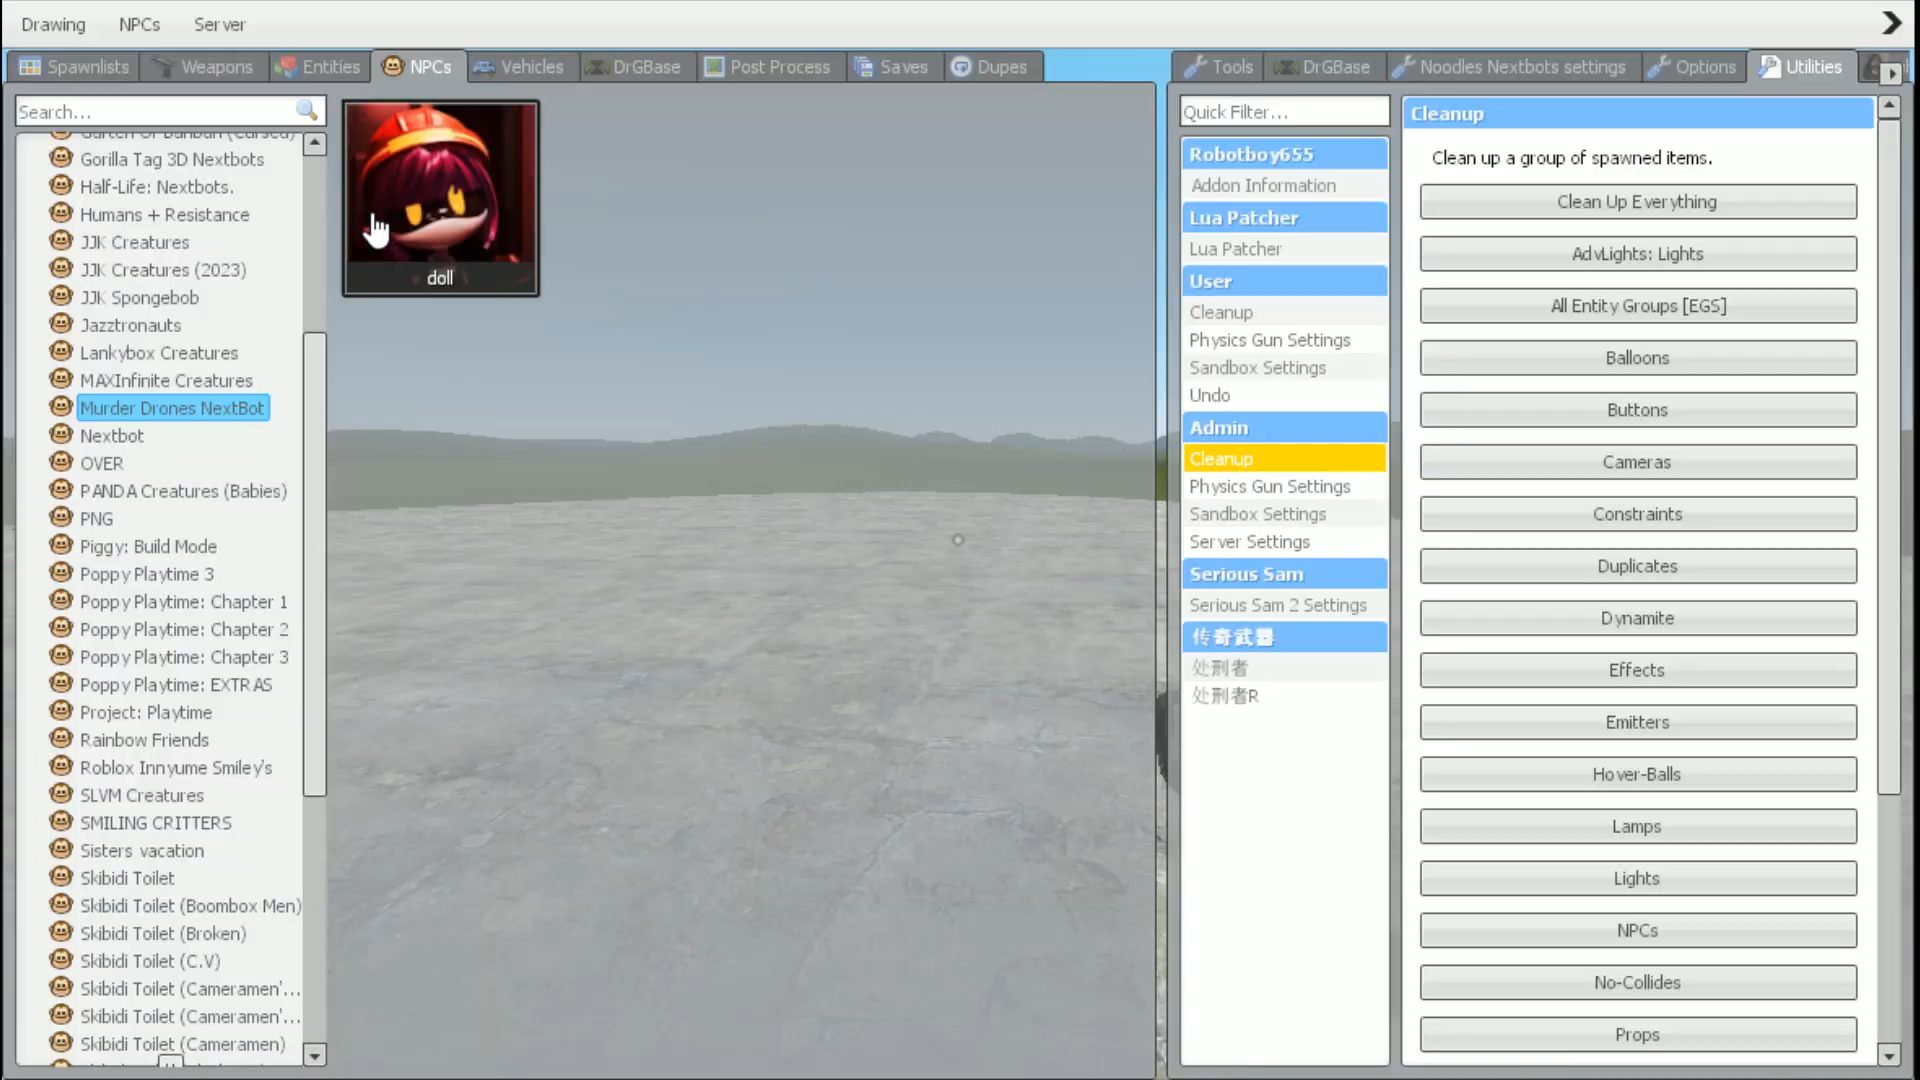 Drawing NPCs Server
Spawnlists Weapons Entities NPCs Vehicles DrGBase Post Process Saves Dupes
Tools DrGBase Noodles Nextbots settings Options Utilities
Search...
Garten Of Banban (Cursed)
Gorilla Tag 3D Nextbots
Half-Life: Nextbots.
Humans + Resistance
JJK Creatures
JJK Creatures (2023)
JJK Spongebob
Jazztronauts
Lankybox Creatures
MAXInfinite Creatures
Murder Drones NextBot
Nextbot
OVER
PANDA Creatures (Babies)
PNG
Piggy: Build Mode
Poppy Playtime 3
Poppy Playtime: Chapter 1
Poppy Playtime: Chapter 2
Poppy Playtime: Chapter 3
Poppy Playtime: EXTRAS
Project: Playtime
Rainbow Friends
Roblox Innyume Smiley's
SLVM Creatures
SMILING CRITTERS
Sisters vacation
Skibidi Toilet
Skibidi Toilet (Boombox Men)
Skibidi Toilet (Broken)
Skibidi Toilet (C.V)
Skibidi Toilet (Cameramen'...
Skibidi Toilet (Cameramen'...
Skibidi Toilet (Cameramen)
doll
Quick Filter...
Robotboy655
Addon Information
Lua Patcher
Lua Patcher
User
Cleanup
Physics Gun Settings
Sandbox Settings
Undo
Admin
Cleanup
Physics Gun Settings
Sandbox Settings
Server Settings
Serious Sam
Serious Sam 2 Settings
传奇武器
处刑者
处刑者R
Cleanup
Clean up a group of spawned items.
Clean Up Everything
AdvLights: Lights
All Entity Groups [EGS]
Balloons
Buttons
Cameras
Constraints
Duplicates
Dynamite
Effects
Emitters
Hover-Balls
Lamps
Lights
NPCs
No-Collides
Props